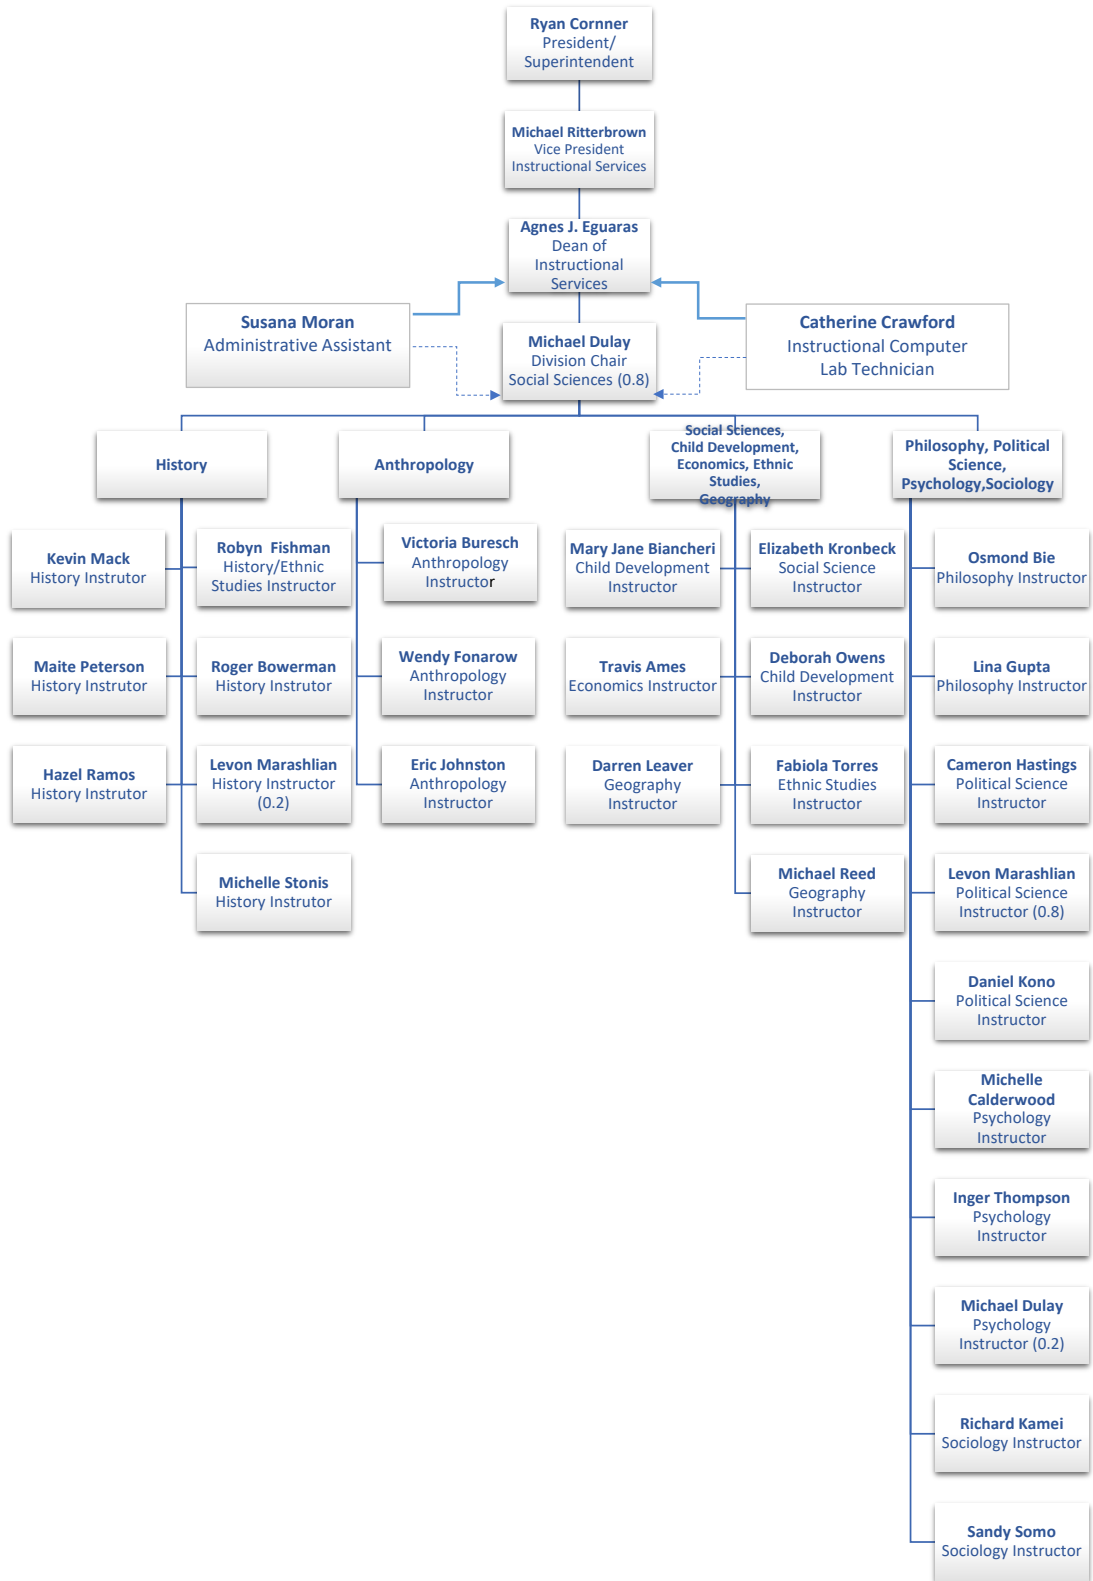 Ryan Cornner
President/
Superintendent
Michael Ritterbrown
Vice President
Instructional Services
Agnes J. Eguaras
Dean of
Instructional
Services
Susana Moran
Administrative Assistant
Catherine Crawford
Instructional Computer
Lab Technician
Michael Dulay
Division Chair
Social Sciences (0.8)
History
Anthropology
Social Sciences,
Child Development,
Economics, Ethnic
Studies,
Geography
Philosophy, Political
Science,
Psychology,Sociology
Kevin Mack
History Instrutor
Robyn Fishman
History/Ethnic
Studies Instructor
Maite Peterson
History Instrutor
Roger Bowerman
History Instrutor
Hazel Ramos
History Instrutor
Levon Marashlian
History Instructor
(0.2)
Michelle Stonis
History Instrutor
Victoria Buresch
Anthropology
Instructor
Wendy Fonarow
Anthropology
Instructor
Eric Johnston
Anthropology
Instructor
Mary Jane Biancheri
Child Development
Instructor
Elizabeth Kronbeck
Social Science
Instructor
Travis Ames
Economics Instructor
Deborah Owens
Child Development
Instructor
Darren Leaver
Geography
Instructor
Fabiola Torres
Ethnic Studies
Instructor
Michael Reed
Geography
Instructor
Osmond Bie
Philosophy Instructor
Lina Gupta
Philosophy Instructor
Cameron Hastings
Political Science
Instructor
Levon Marashlian
Political Science
Instructor (0.8)
Daniel Kono
Political Science
Instructor
Michelle
Calderwood
Psychology
Instructor
Inger Thompson
Psychology
Instructor
Michael Dulay
Psychology
Instructor (0.2)
Richard Kamei
Sociology Instructor
Sandy Somo
Sociology Instructor